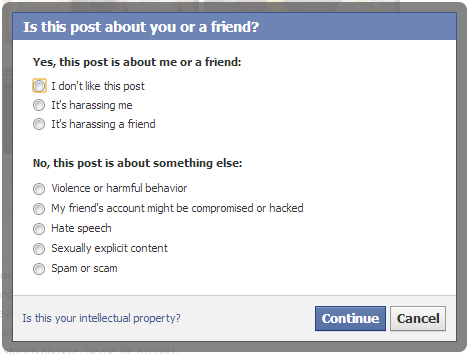 Is this post about you or a friend?
Yes, this post is about me or a friend:
I don't like this post
It's harassing me
It's harassing a friend
No, this post is about something else:
Violence or harmful behavior
My friend's account might be compromised or hacked
Hate speech
Sexually explicit content
Spam or scam
Is this your intellectual property?
Continue
Cancel